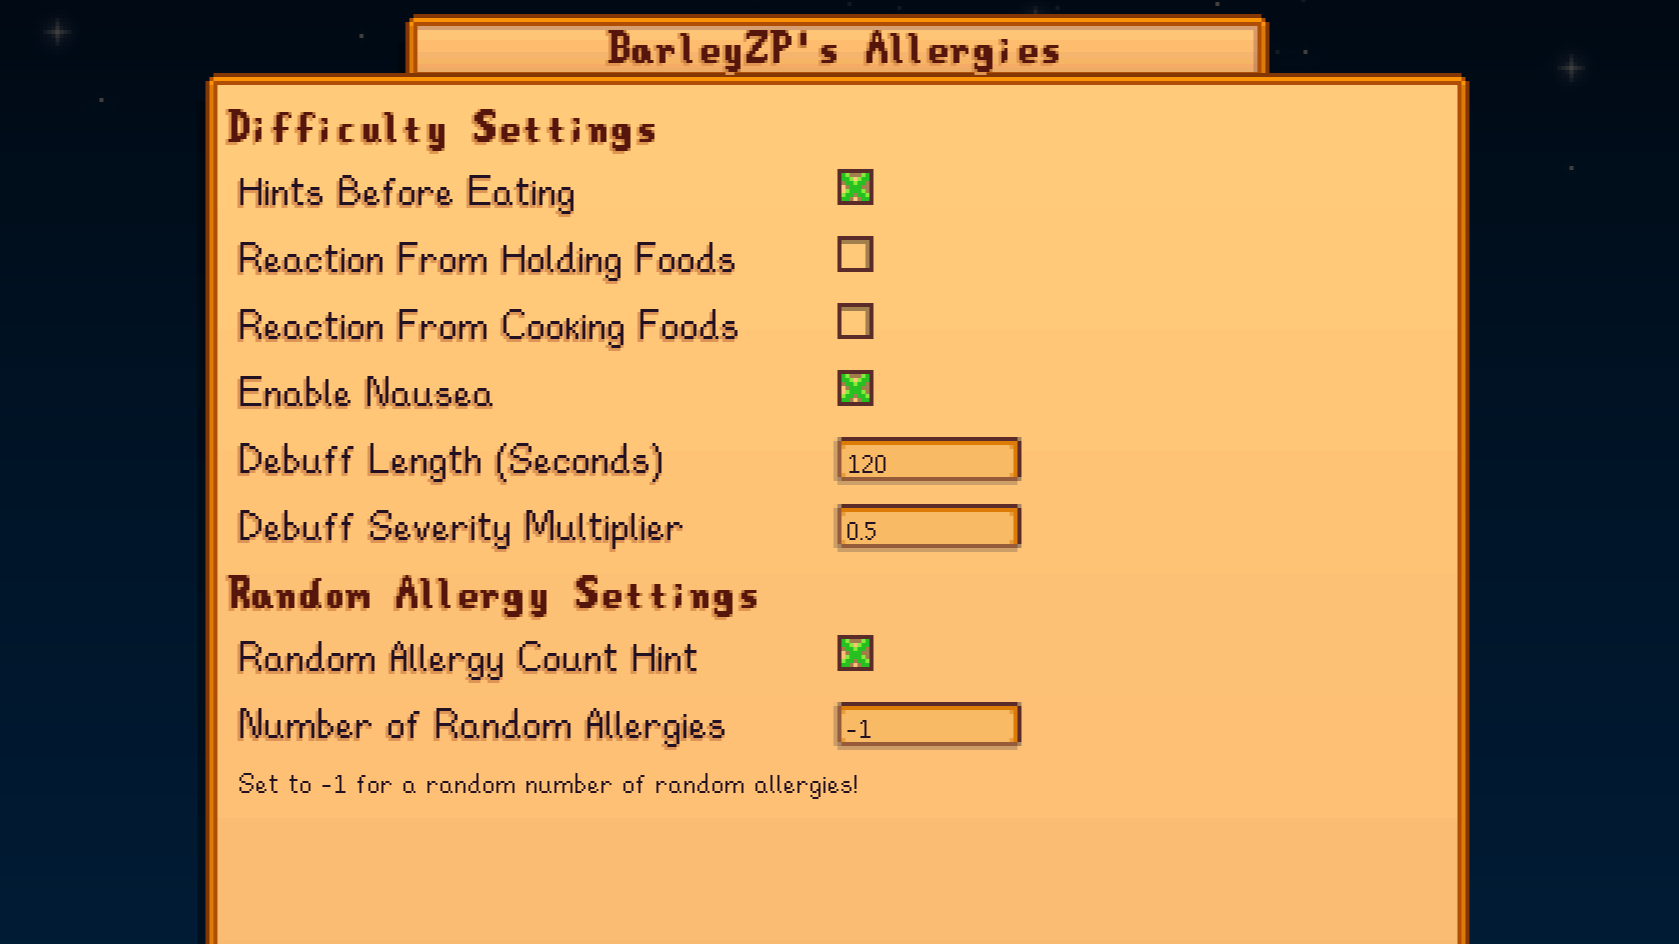 BarleyZP's Allergies
Difficulty Settings
Hints Before Eating
Reaction From Holding Foods
Reaction From Cooking Foods
Enable Nausea
Debuff Length (Seconds) 120
Debuff Severity Multiplier 0.5
Random Allergy Settings
Random Allergy Count Hint
Number of Random Allergies -1
Set to -1 for a random number of random allergies!